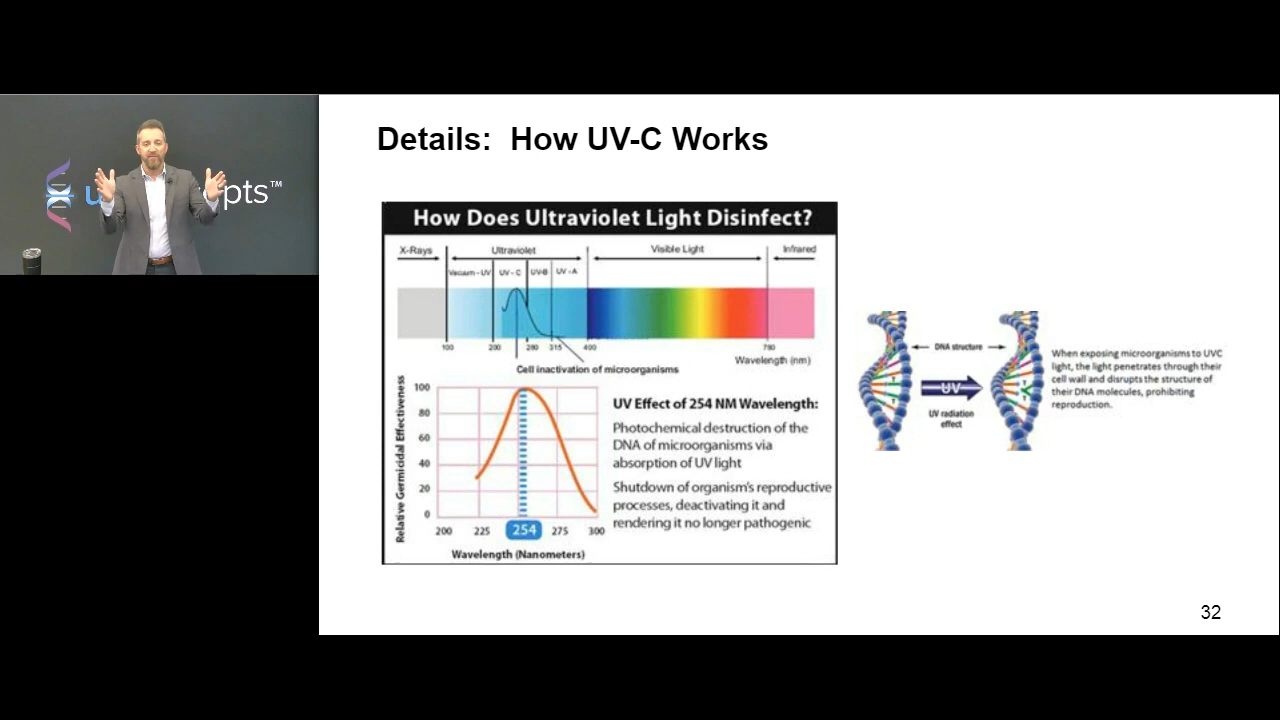 Details: How UV-C Works
u
pts™
How Does Ultraviolet Light Disinfect?
X-Rays
Ultraviolet
Visible Light
Infrared
Vacuum - UV
UV - C
UV-B
UV - A
100
200
280
315
400
780
Wavelength (nm)
Cell inactivation of microorganisms
Relative Germicidal Effectiveness
100
80
60
40
20
0
200
225
254
275
300
Wavelength (Nanometers)
UV Effect of 254 NM Wavelength:
Photochemical destruction of the
DNA of microorganisms via
absorption of UV light
Shutdown of organism's reproductive
processes, deactivating it and
rendering it no longer pathogenic
DNA structure
UV
UV radiation
effect
When exposing microorganisms to UVC
light, the light penetrates through their
cell wall and disrupts the structure of
their DNA molecules, prohibiting
reproduction.
32